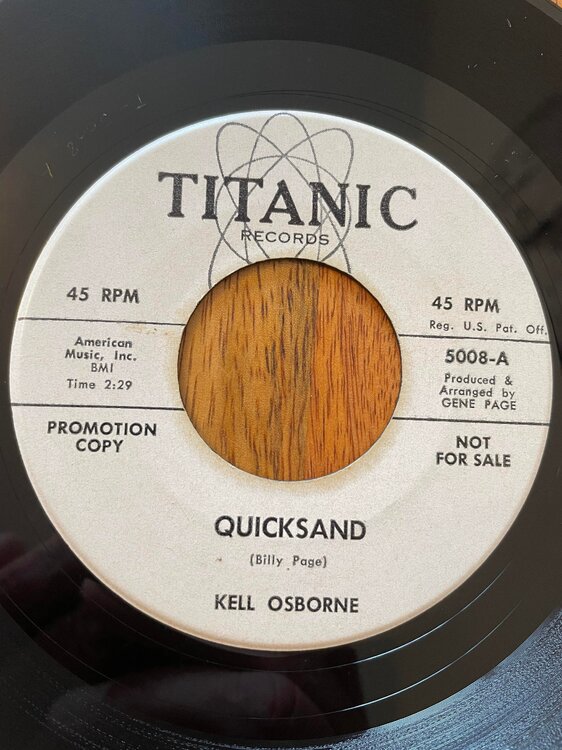 TITANIC
RECORDS
45 RPM
45 RPM
Reg. U.S. Pat. Off.
American
Music, Inc.
BMI
Time 2:29
5008-A
Produced &
Arranged by
GENE PAGE
PROMOTION
COPY
NOT
FOR SALE
QUICKSAND
(Billy Page)
KELL OSBORNE